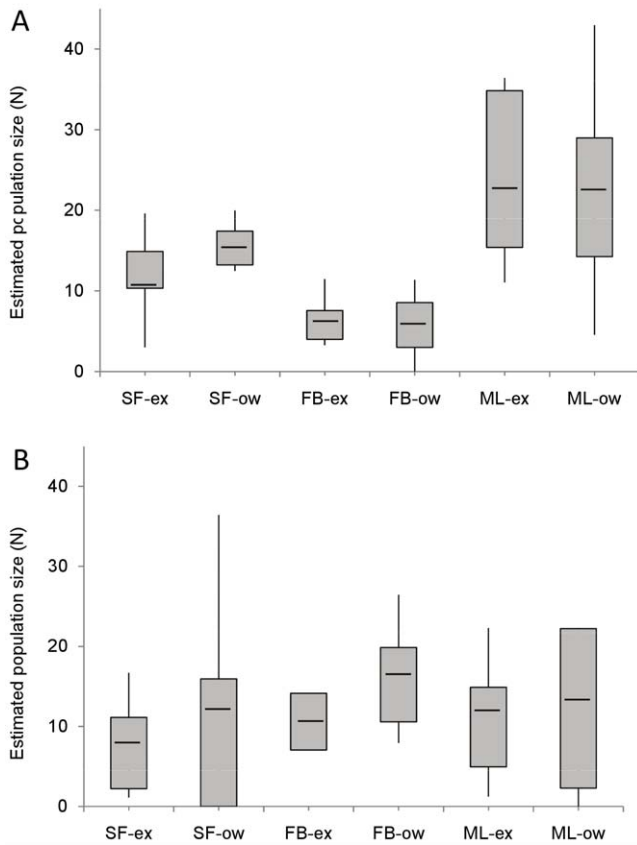 A
Estimated population size (N)
40
30
20
10
0
SF-ex SF-ow FB-ex FB-ow ML-ex ML-ow
B
Estimated population size (N)
40
30
20
10
0
SF-ex SF-ow FB-ex FB-ow ML-ex ML-ow